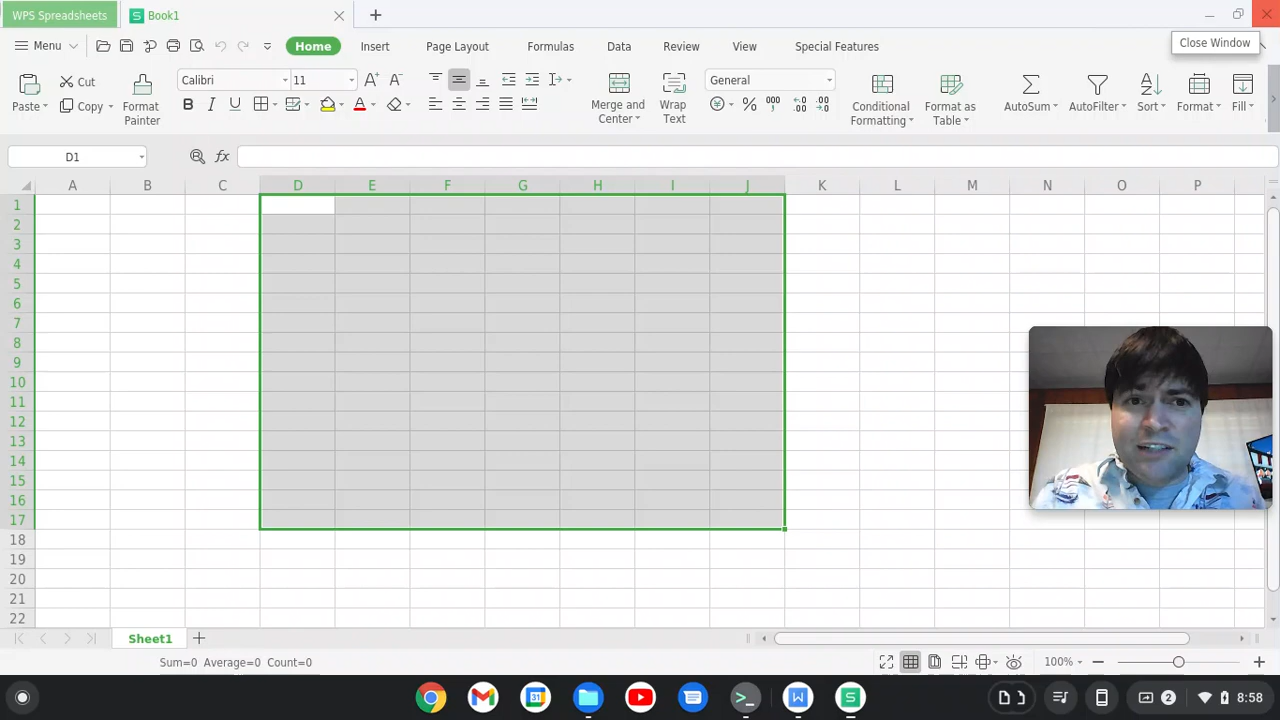 WPS Spreadsheets Book1
Close Window
Menu Home Insert Page Layout Formulas Data Review View Special Features
Paste Cut Copy Format Painter Calibri 11 Merge and Center Wrap Text General Conditional Formatting Format as Table AutoSum AutoFilter Sort Format Fill
D1 fx
A B C D E F G H I J K L M N O P
1
2
3
4
5
6
7
8
9
10
11
12
13
14
15
16
17
18
19
20
21
22
Sheet1
Sum=0 Average=0 Count=0 100%
31 2 8:58